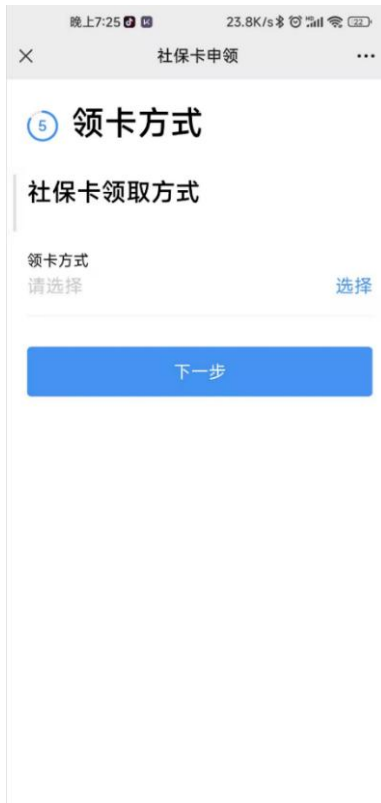 晚上7:25 23.8K/s 22
社保卡申领
5 领卡方式
社保卡领取方式
领卡方式
请选择 选择
下一步